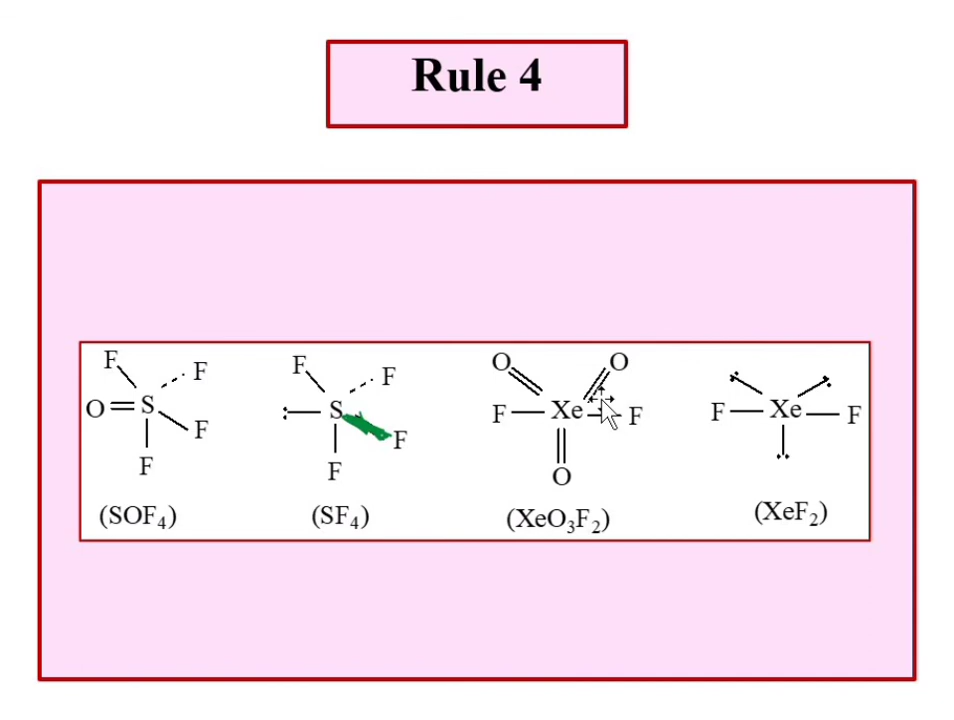 Rule 4
F F
O S
F
F
(SOF₄)
F F
: S
F
F
(SF₄)
O O
F Xe F
O
(XeO₃F₂)
F Xe F
(XeF₂)